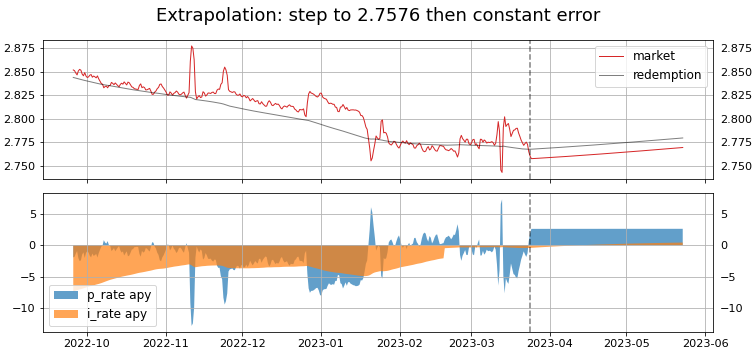 Extrapolation: step to 2.7576 then constant error
2.875 2.875
2.850 2.850
2.825 2.825
2.800 2.800
2.775 2.775
2.750 2.750
market
redemption
5 5
0 0
−5 −5
−10 −10
p_rate apy
i_rate apy
2022-10 2022-11 2022-12 2023-01 2023-02 2023-03 2023-04 2023-05 2023-06